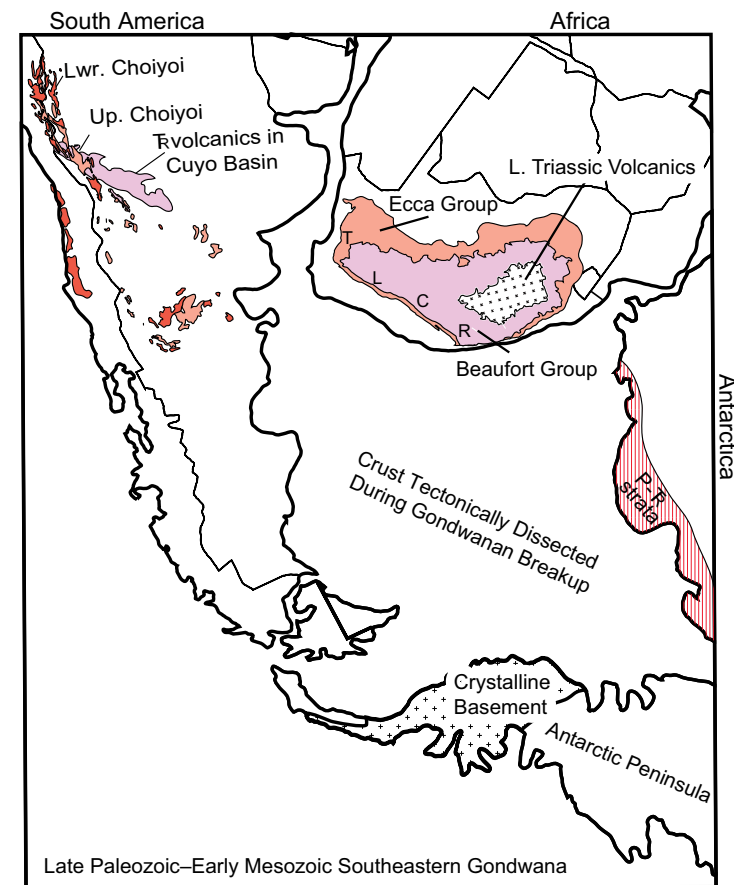 South America
Africa
Lwr. Choiyoi
Up. Choiyoi
Ꞧvolcanics in
Cuyo Basin
L. Triassic Volcanics
Ecca Group
T
L
C
R
Beaufort Group
Antarctica
Crust Tectonically Dissected
During Gondwanan Breakup
P-Ꞧ
strata
Crystalline
Basement
Antarctic Peninsula
Late Paleozoic–Early Mesozoic Southeastern Gondwana